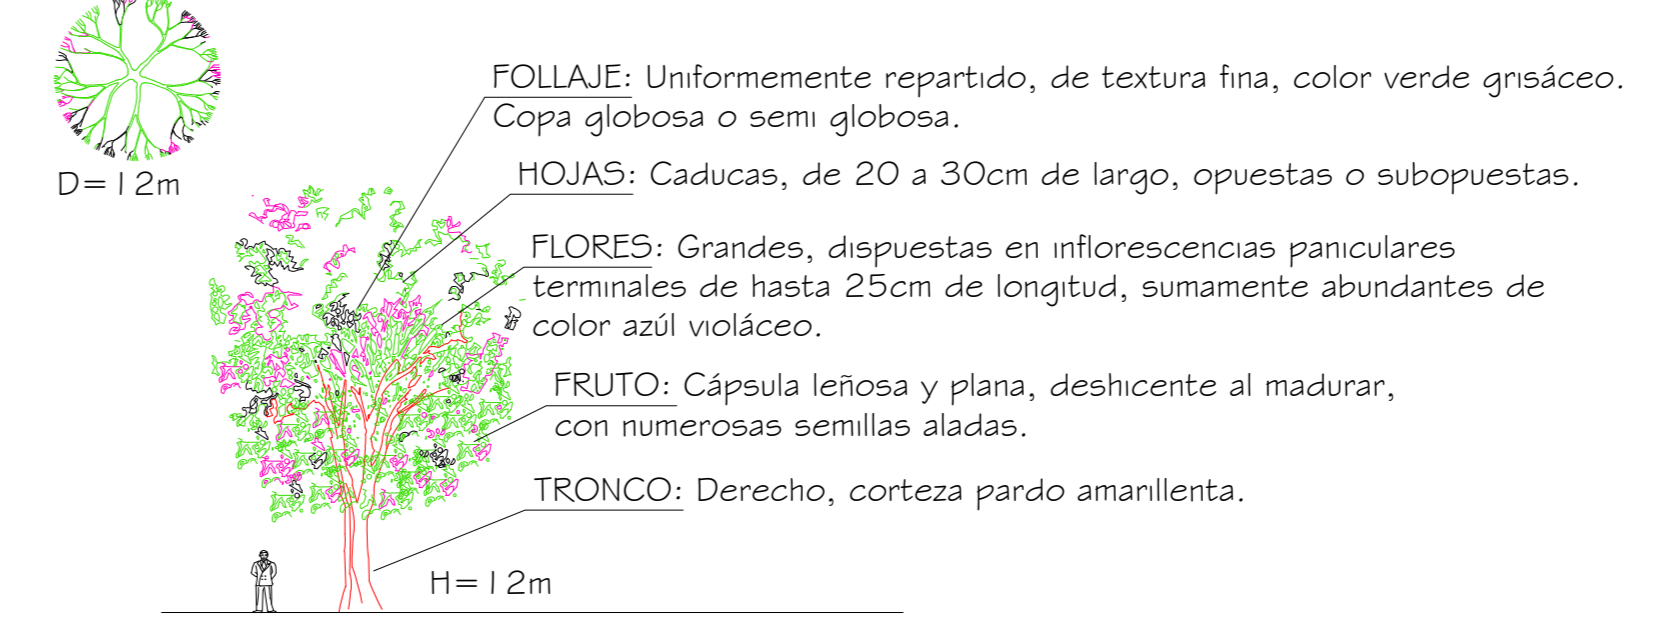 FOLLAJE: Uniformemente repartido, de textura fina, color verde grisáceo.
Copa globosa o semi globosa.
D=12m
HOJAS: Caducas, de 20 a 30cm de largo, opuestas o subopuestas.
FLORES: Grandes, dispuestas en inflorescencias paniculares
terminales de hasta 25cm de longitud, sumamente abundantes de
color azúl violáceo.
FRUTO: Cápsula leñosa y plana, deshicente al madurar,
con numerosas semillas aladas.
TRONCO: Derecho, corteza pardo amarillenta.
H=12m